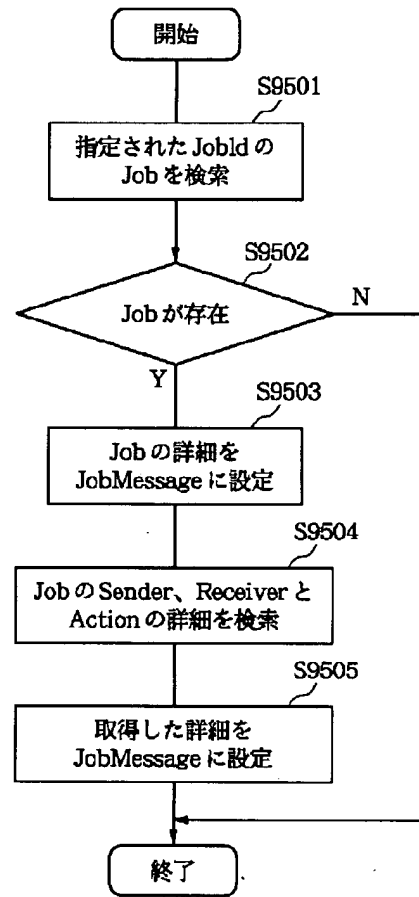 開始
S9501
指定されたJobIdの
Jobを検索
S9502
Jobが存在
N
Y
S9503
Jobの詳細を
JobMessageに設定
S9504
JobのSender、Receiverと
Actionの詳細を検索
S9505
取得した詳細を
JobMessageに設定
終了